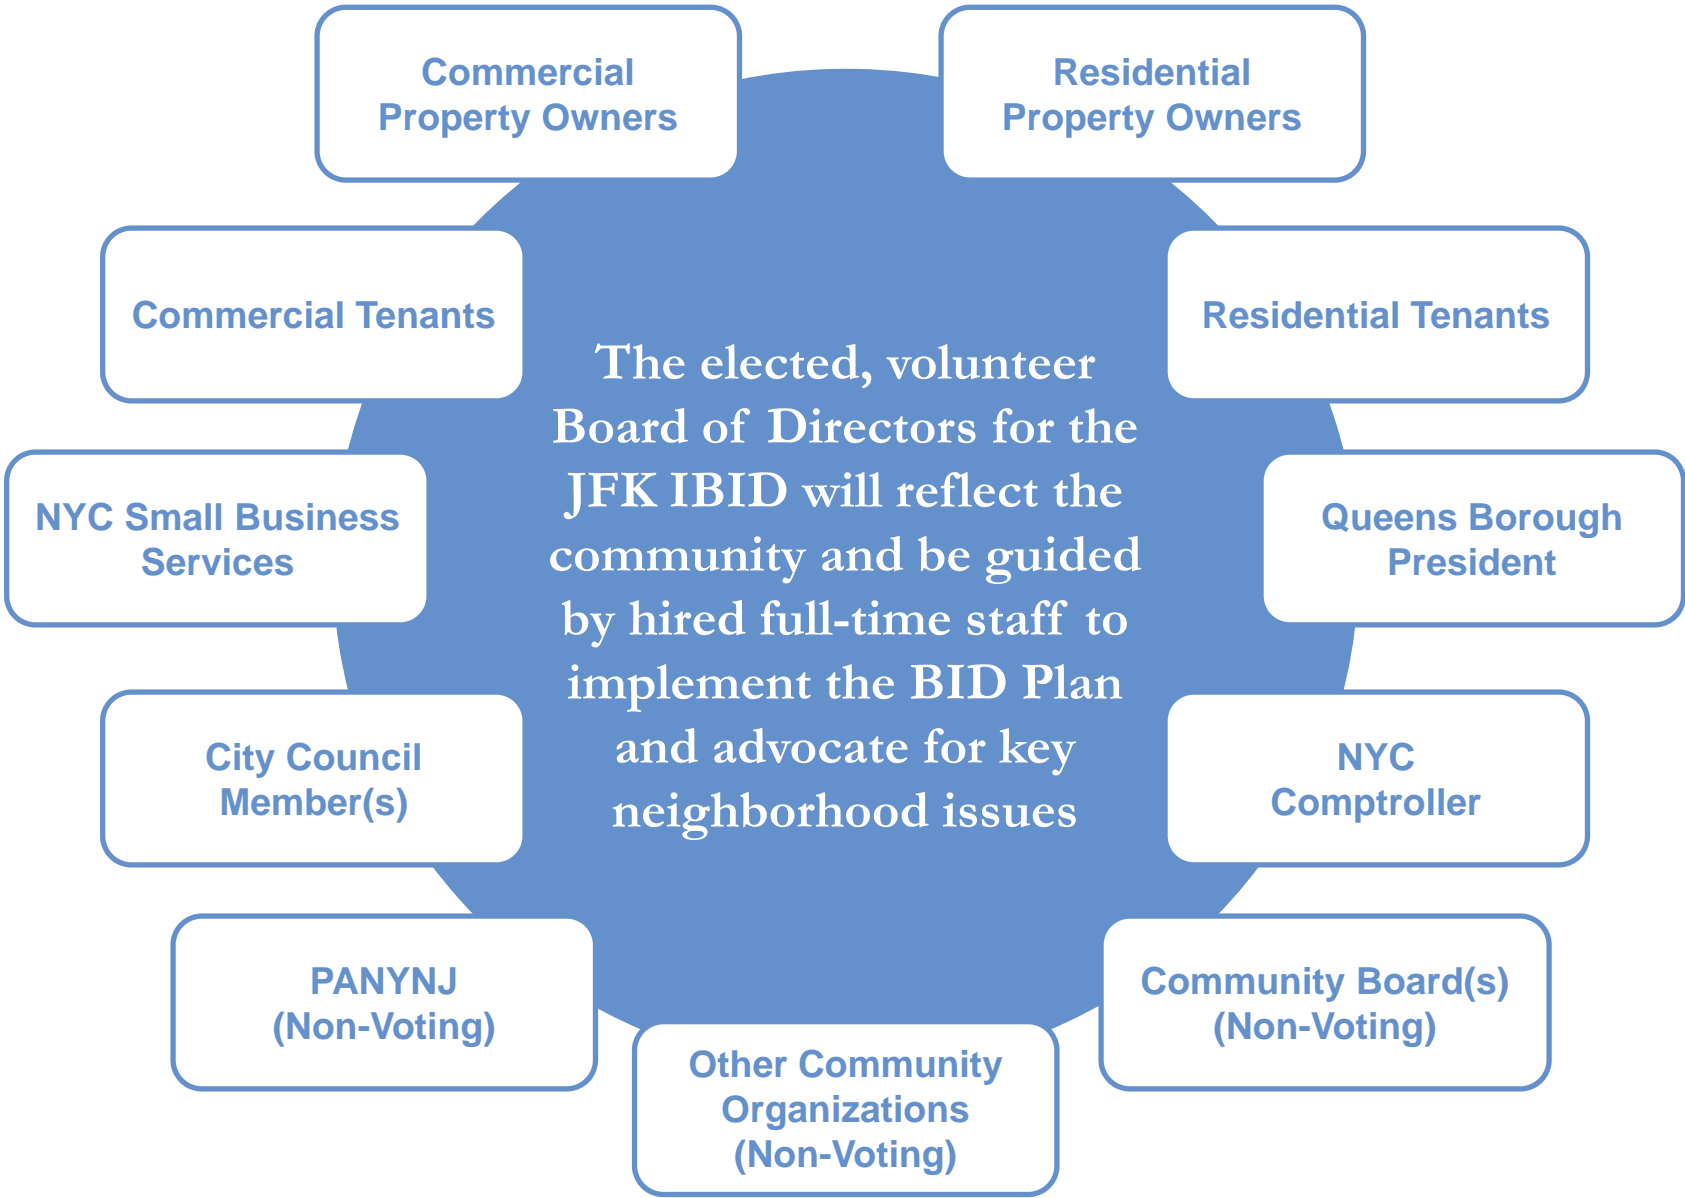 Commercial
Property Owners
Residential
Property Owners
Commercial Tenants
Residential Tenants
The elected, volunteer
Board of Directors for the
JFK IBID will reflect the
community and be guided
by hired full-time staff to
implement the BID Plan
and advocate for key
neighborhood issues
NYC Small Business
Services
Queens Borough
President
City Council
Member(s)
NYC
Comptroller
PANYNJ
(Non-Voting)
Community Board(s)
(Non-Voting)
Other Community
Organizations
(Non-Voting)